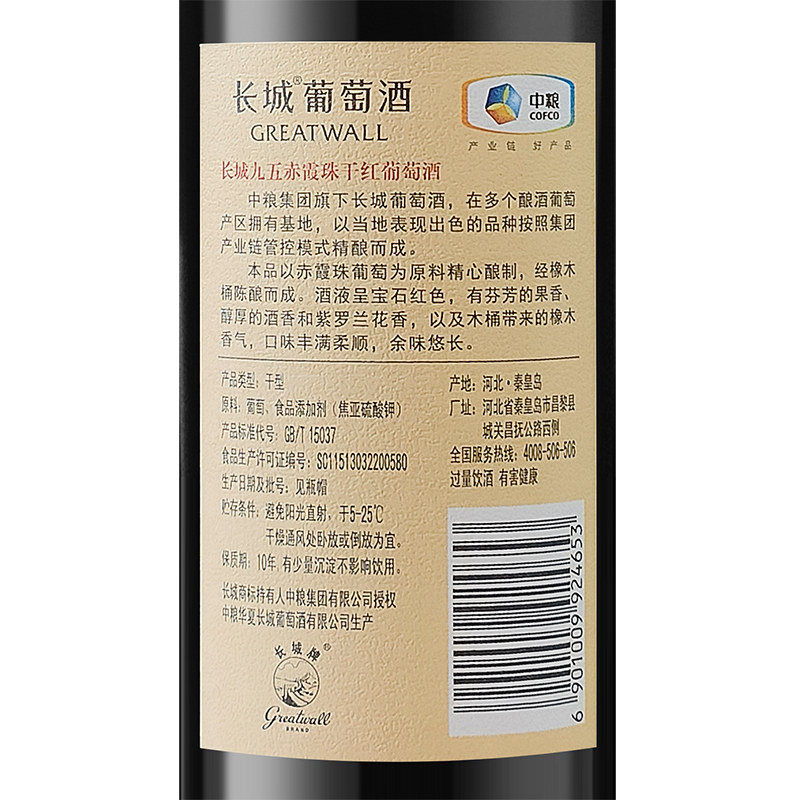 长城®葡萄酒
GREATWALL
中粮
COFCO
产业链 好产品
长城九五赤霞珠干红葡萄酒
中粮集团旗下长城葡萄酒，在多个酿酒葡萄
产区拥有基地，以当地表现出色的品种按照集团
产业链管控模式精酿而成。
本品以赤霞珠葡萄为原料精心酿制，经橡木
桶陈酿而成。酒液呈宝石红色，有芬芳的果香、
醇厚的酒香和紫罗兰花香，以及木桶带来的橡木
香气，口味丰满柔顺，余味悠长。
产品类型：干型
原料：葡萄、食品添加剂（焦亚硫酸钾）
产品标准代号：GB/T 15037
食品生产许可证编号：SC11513032200580
生产日期及批号：见瓶帽
贮存条件：避免阳光直射，于5-25℃
干燥通风处卧放或倒放为宜。
保质期：10年 有少量沉淀不影响饮用。
长城商标持有人中粮集团有限公司授权
中粮华夏长城葡萄酒有限公司生产
产地：河北·秦皇岛
厂址：河北省秦皇岛市昌黎县
城关昌抚公路西侧
全国服务热线：4008-506-506
过量饮酒 有害健康
6 901009 924653
长城牌®
Greatwall
BRAND